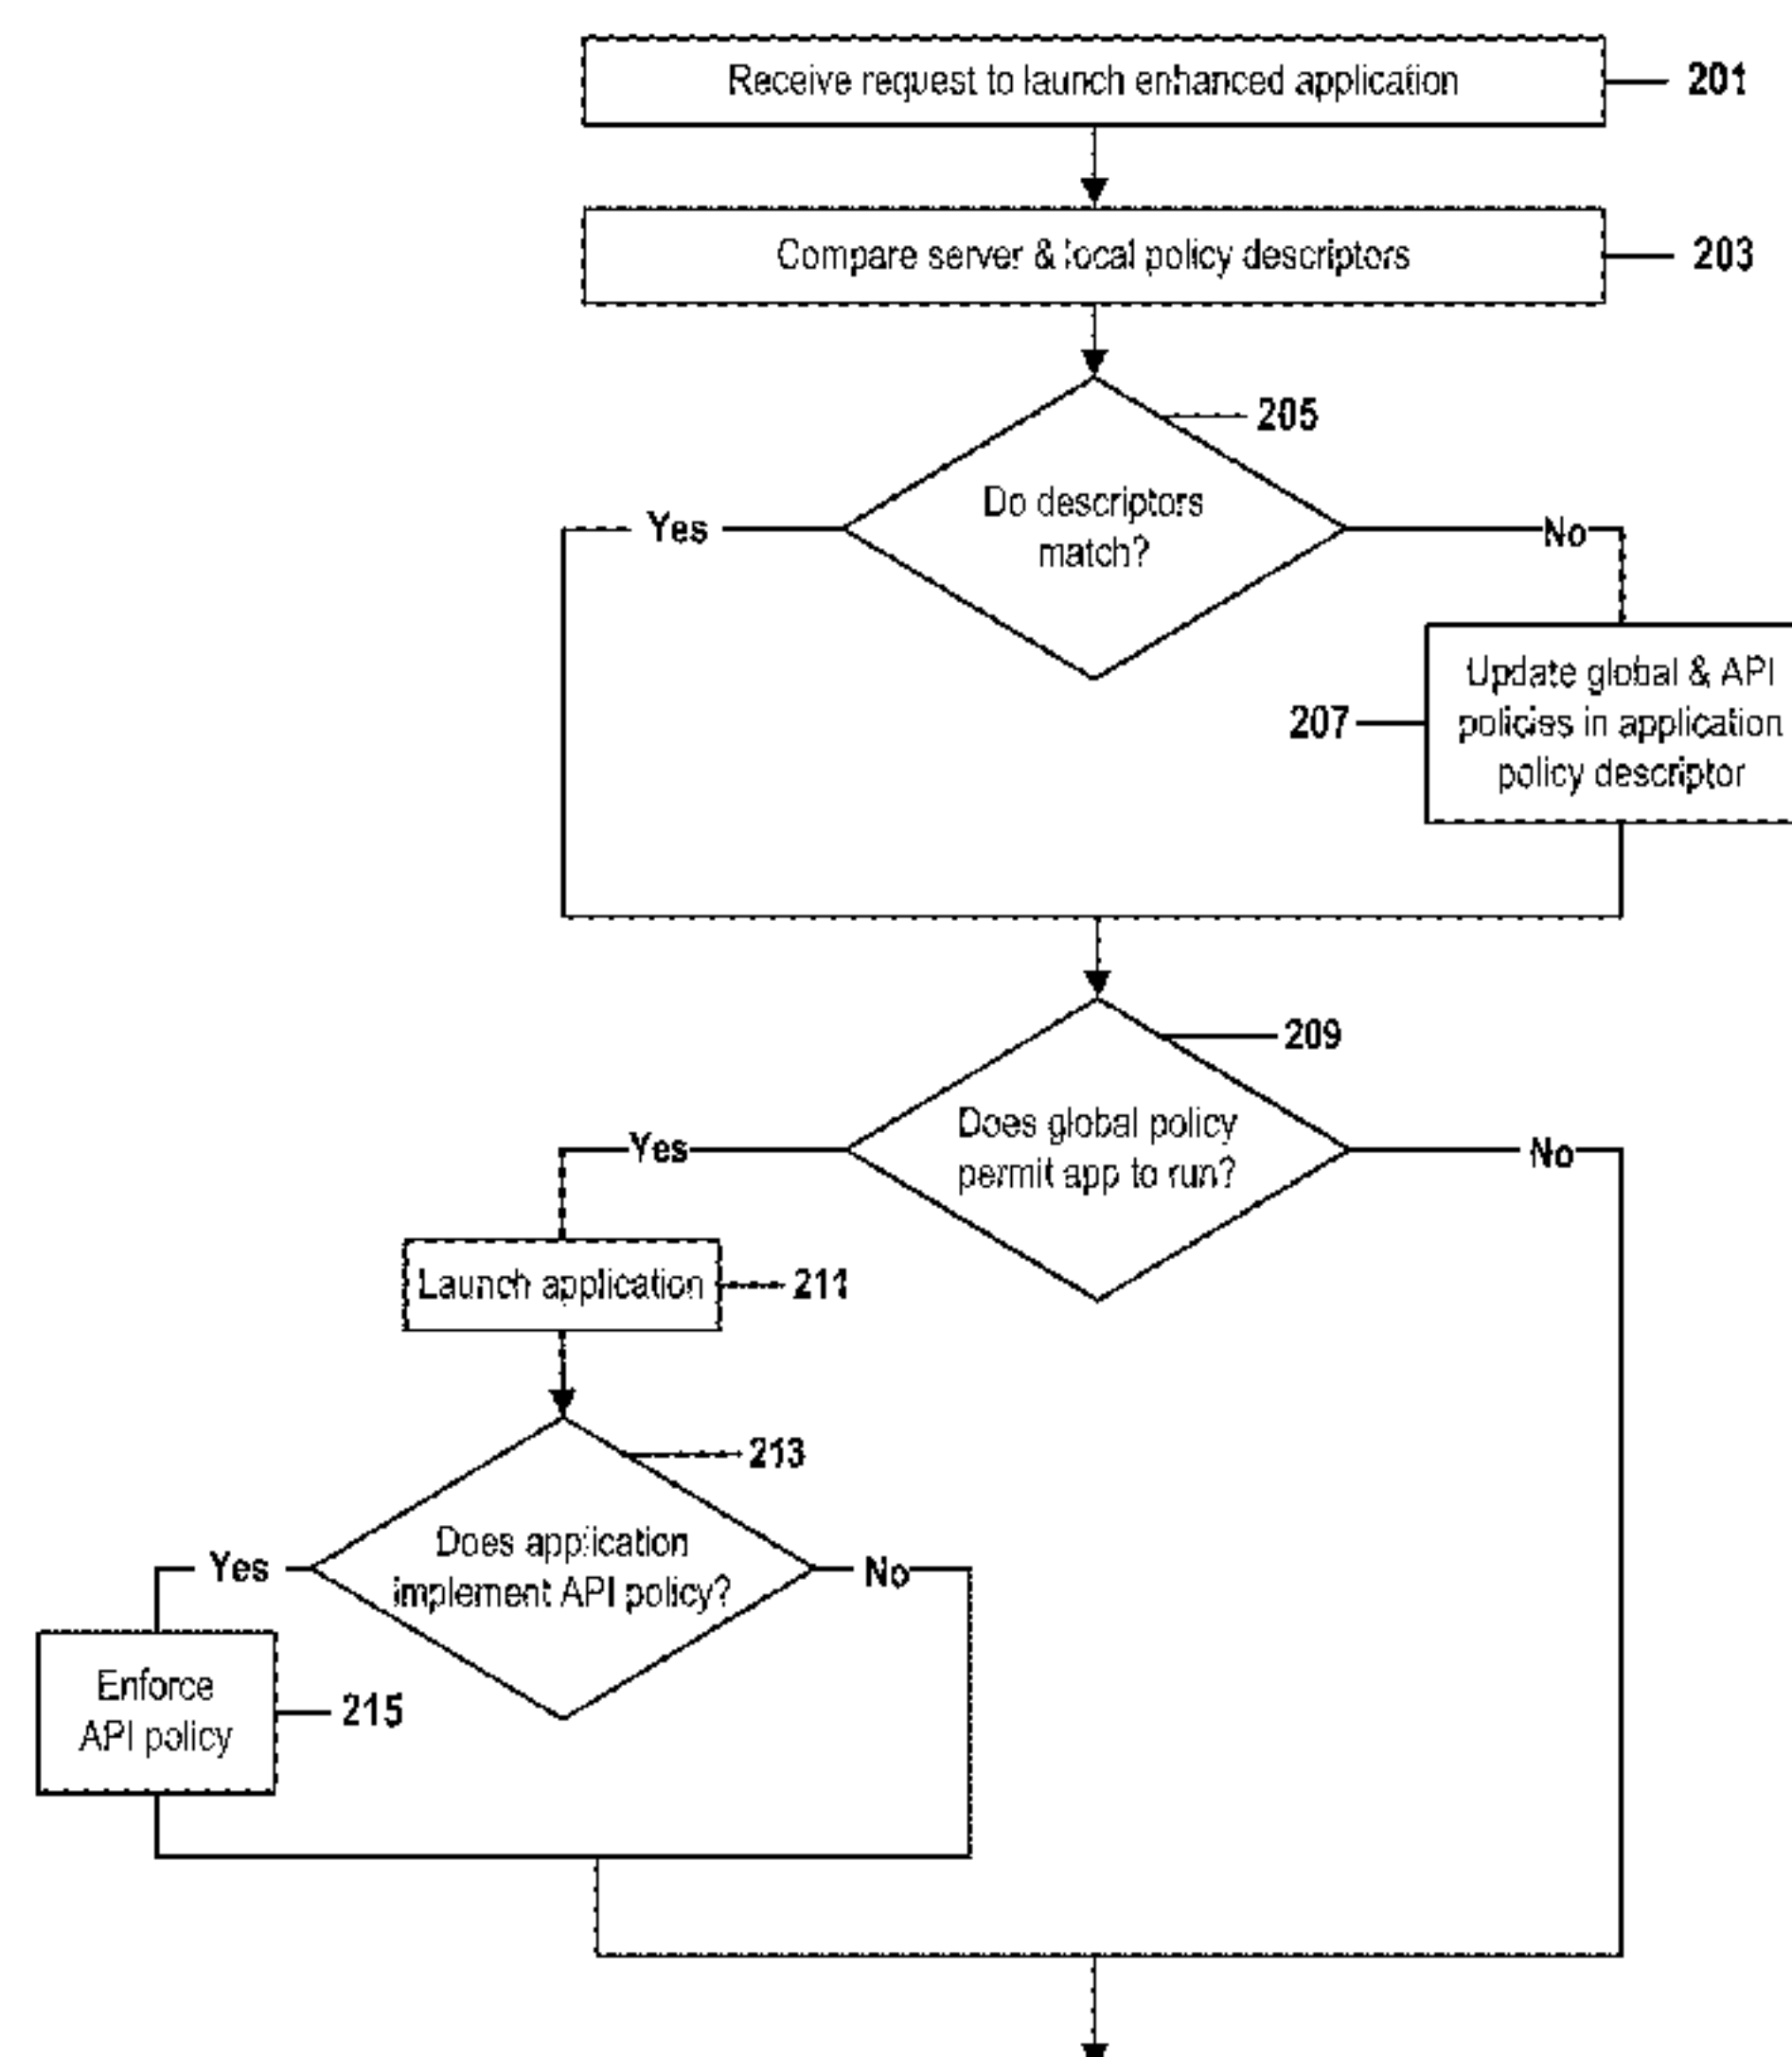 Receive request to launch enhanced application
201
Compare server & local policy descriptors
203
205
Do descriptors
match?
Yes
No
Update global & API
policies in application
policy descriptor
207
209
Does global policy
permit app to run?
Yes
No
Launch application
211
213
Does application
implement API policy?
Yes
No
Enforce
API policy
215